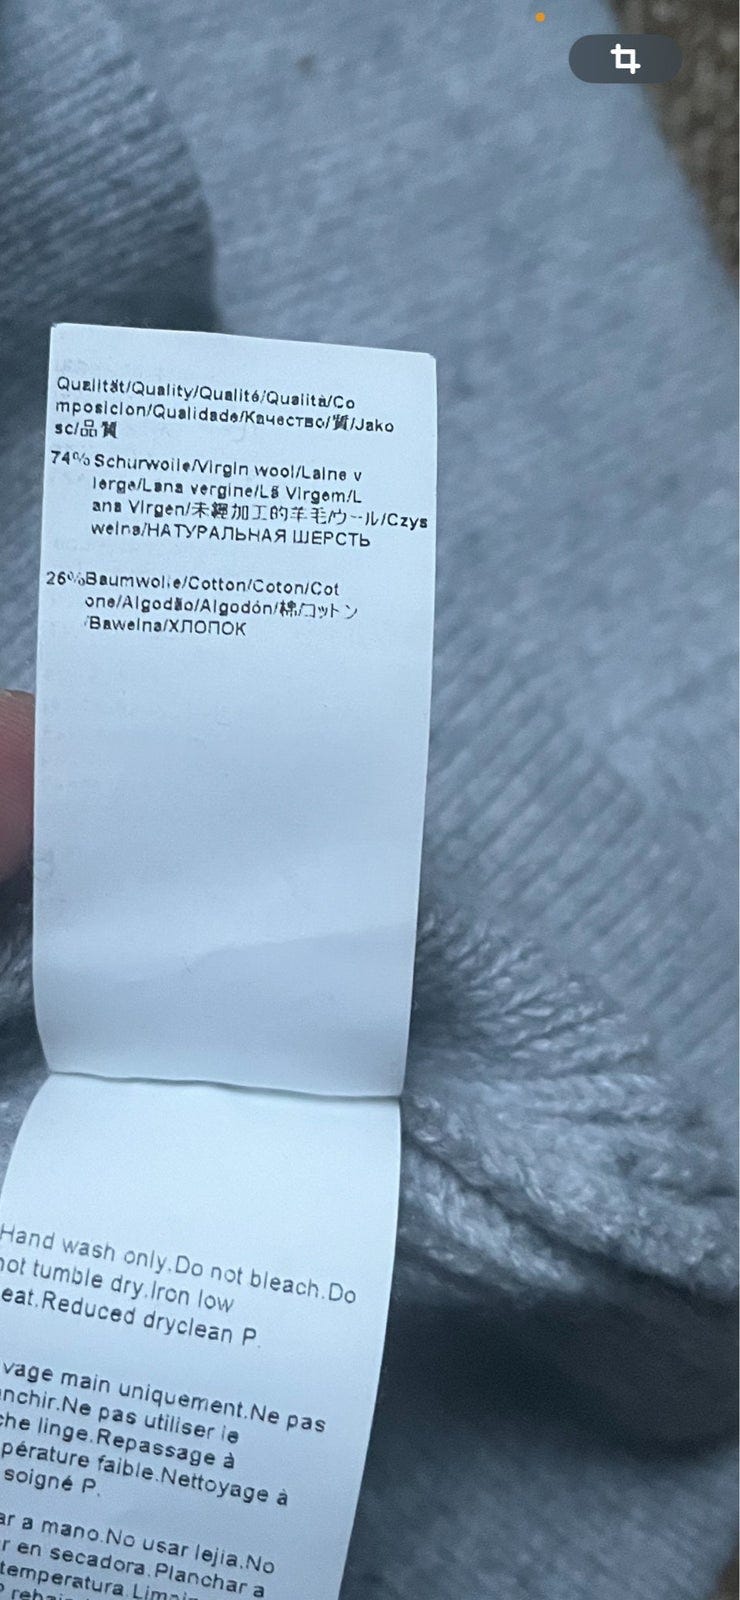 Qualität/Quality/Qualité/Qualità/Co
mposicion/Qualidade/Качество/質/Jako
sc/品質
74% Schurwolle/Virgin wool/Laine v
ierge/Lana vergine/Lã Virgem/L
ana Virgen/未經加工的羊毛/ウール/Czys
welna/НАТУРАЛЬНАЯ ШЕРСТЬ
26%Baumwolle/Cotton/Coton/Cot
one/Algodão/Algodón/棉/コットン
/Bawelna/ХЛОПОК
Hand wash only.Do not bleach.Do
not tumble dry.Iron low
eat.Reduced dryclean P.
vage main uniquement.Ne pas
nchir.Ne pas utiliser le
che linge.Repassage à
pérature faible.Nettoyage à
soigné P.
ar a mano.No usar lejia.No
r en secadora.Planchar a
temperatura.